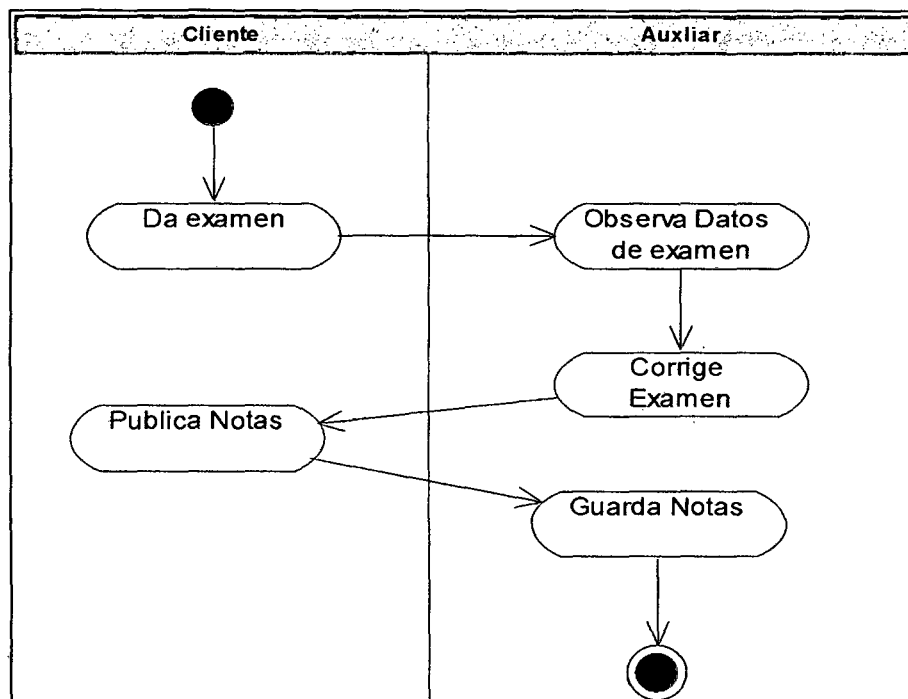 Cliente
Auxliar
Da examen
Observa Datos
de examen
Corrige
Examen
Publica Notas
Guarda Notas